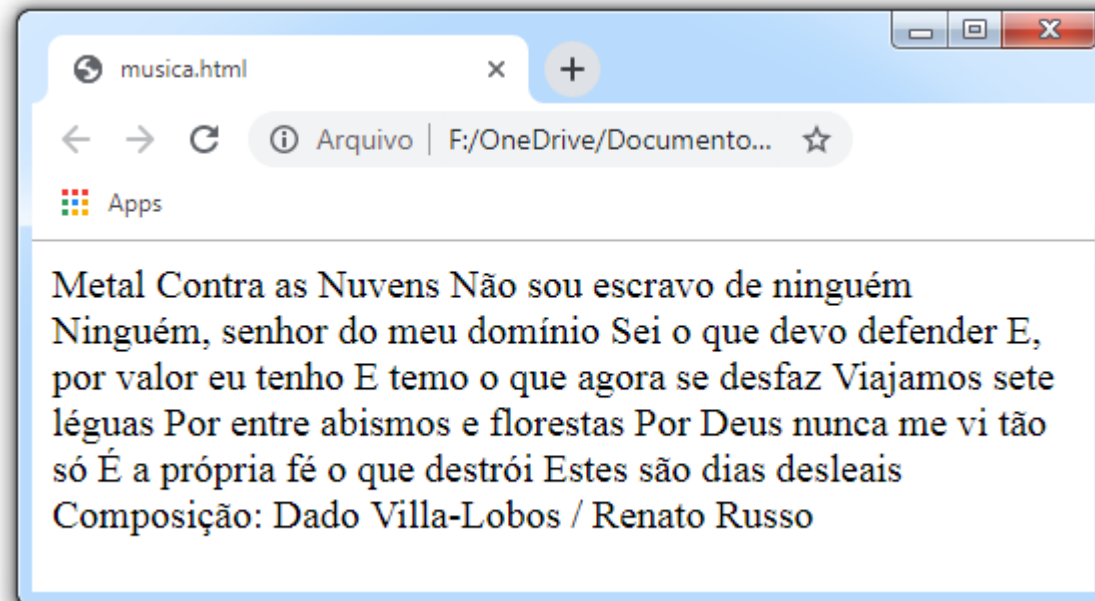 musica.html
Arquivo F:/OneDrive/Documento...
Apps
Metal Contra as Nuvens Não sou escravo de ninguém
Ninguém, senhor do meu domínio Sei o que devo defender E,
por valor eu tenho E temo o que agora se desfaz Viajamos sete
léguas Por entre abismos e florestas Por Deus nunca me vi tão
só É a própria fé o que destrói Estes são dias desleais
Composição: Dado Villa-Lobos / Renato Russo